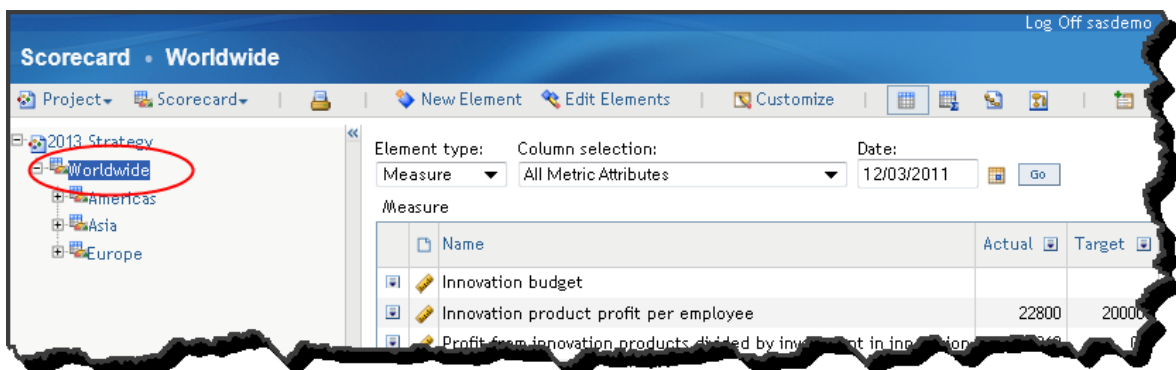 Log Off sasdemo
Scorecard • Worldwide
Project Scorecard New Element Edit Elements Customize
2013 Strategy
Worldwide
Americas
Asia
Europe
Element type: Column selection: Date:
Measure All Metric Attributes 12/03/2011 Go
Measure
Name Actual Target
Innovation budget
Innovation product profit per employee 22800 20000
Profit from innovation products divided by investment in innovation